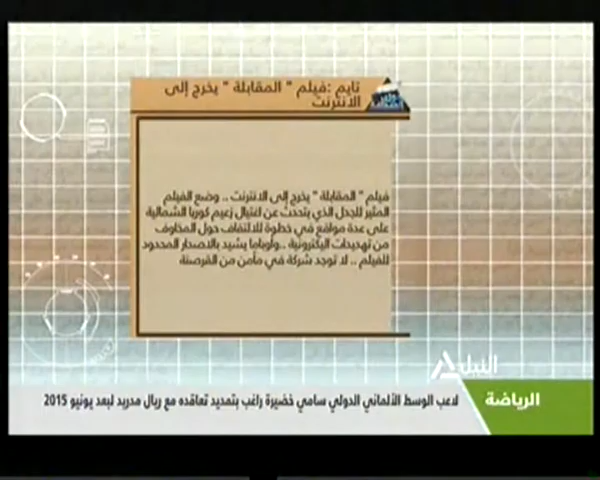 تايم :فيلم " المقابلة " يخرج إلى
الانترنت
فيلم " المقابلة " يخرج إلى الانترنت .. وضع الفيلم
المثير للجدل الذي يتحدث عن اغتيال زعيم كوريا الشمالية
على عدة مواقع في خطوة للالتفاف حول المخاوف
من تهديدات اليكترونية ..وأوباما يشيد بالاصدار المحدود
للفيلم .. لا توجد شركة في مأمن من القرصنة
النيل
الرياضة
لاعب الوسط الألماني الدولي سامي خضيرة راغب بتمديد تعاقده مع ريال مدريد لبعد يونيو 2015